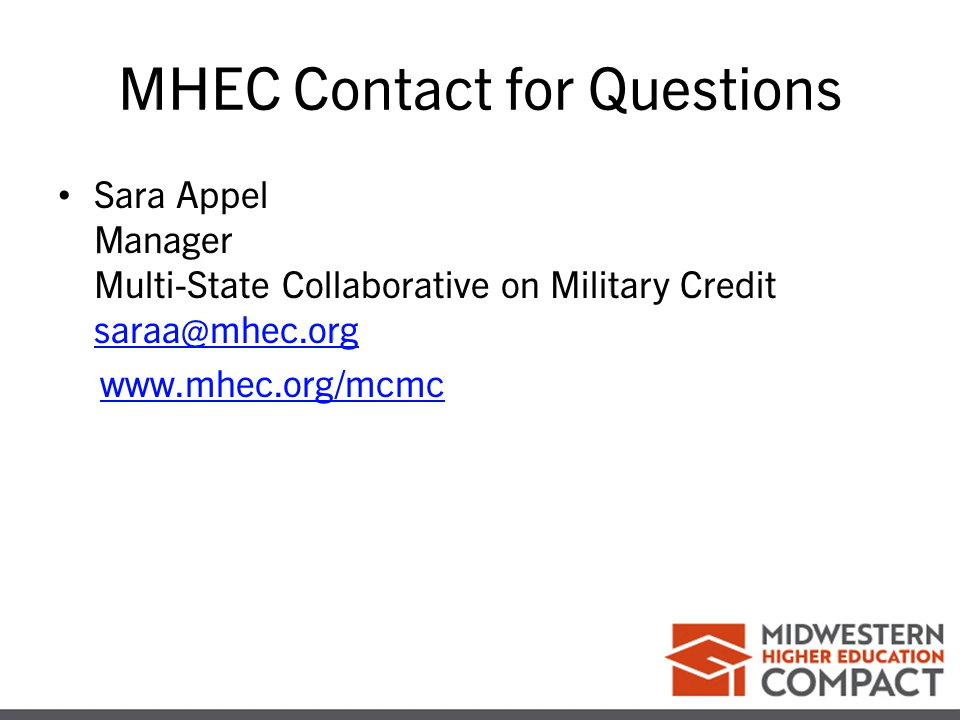 MHEC Contact for Questions
• Sara Appel
Manager
Multi-State Collaborative on Military Credit
saraa@mhec.org
www.mhec.org/mcmc
MIDWESTERN
HIGHER EDUCATION
COMPACT